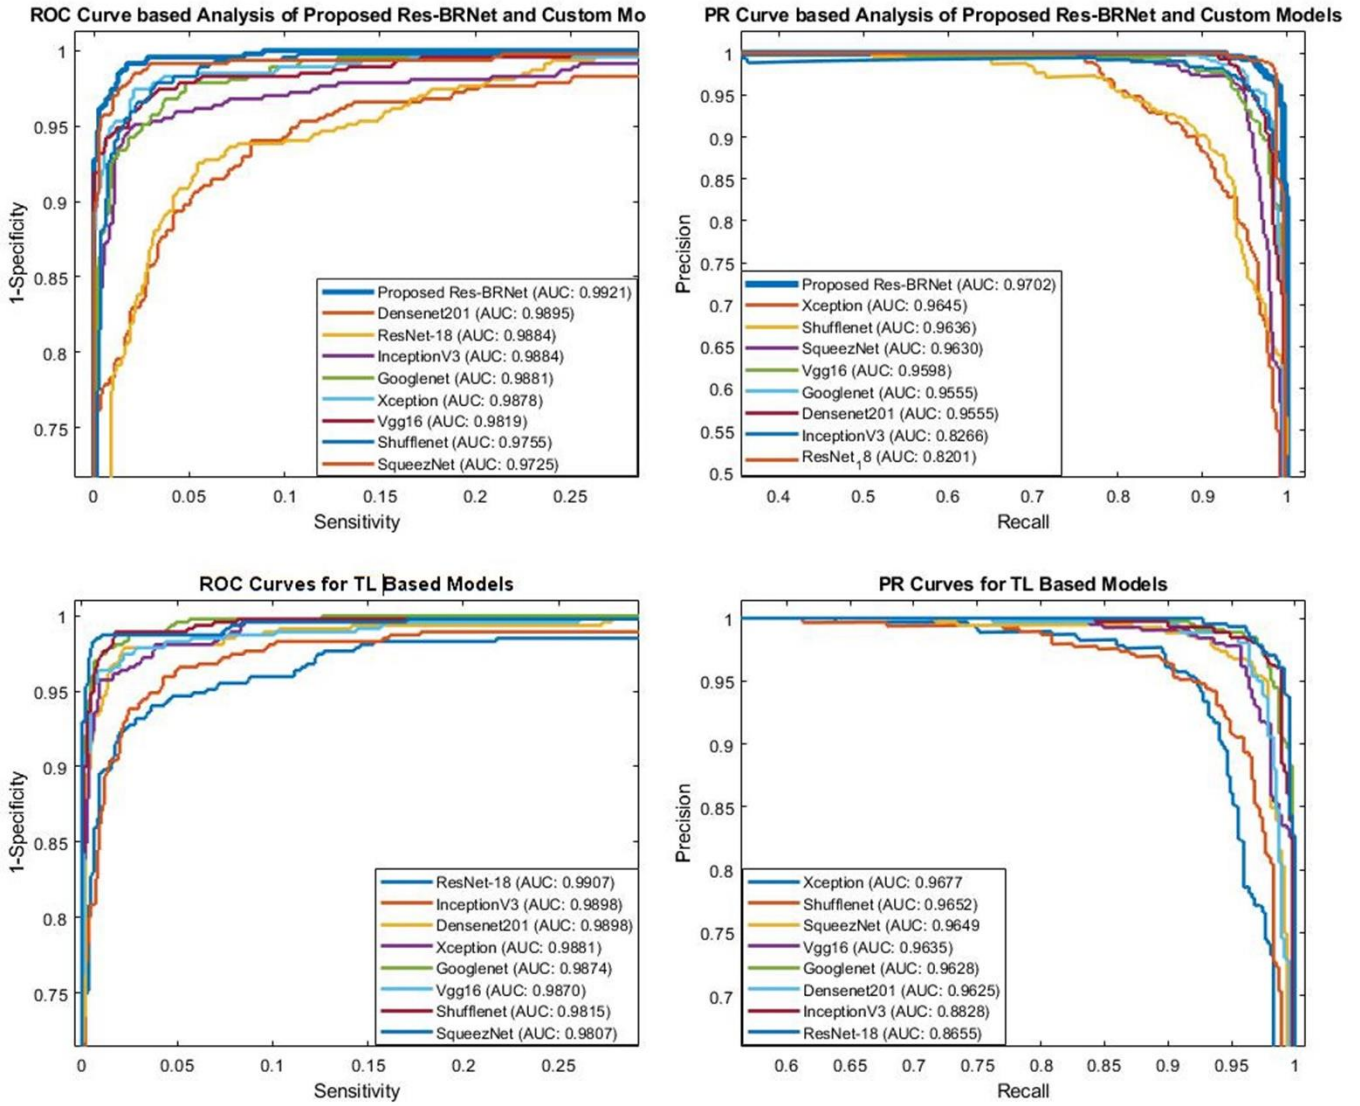 ROC Curve based Analysis of Proposed Res-BRNet and Custom Mo
1
0.95
0.9
0.85
0.8
0.75
1-Specificity
0
0.05
0.1
0.15
0.2
0.25
Sensitivity
Proposed Res-BRNet (AUC: 0.9921)
Densenet201 (AUC: 0.9895)
ResNet-18 (AUC: 0.9884)
InceptionV3 (AUC: 0.9884)
Googlenet (AUC: 0.9881)
Xception (AUC: 0.9878)
Vgg16 (AUC: 0.9819)
Shufflenet (AUC: 0.9755)
SqueezNet (AUC: 0.9725)
PR Curve based Analysis of Proposed Res-BRNet and Custom Models
1
0.95
0.9
0.85
0.8
0.75
0.7
0.65
0.6
0.55
0.5
Precision
0.4
0.5
0.6
0.7
0.8
0.9
1
Recall
Proposed Res-BRNet (AUC: 0.9702)
Xception (AUC: 0.9645)
Shufflenet (AUC: 0.9636)
SqueezNet (AUC: 0.9630)
Vgg16 (AUC: 0.9598)
Googlenet (AUC: 0.9555)
Densenet201 (AUC: 0.9555)
InceptionV3 (AUC: 0.8266)
ResNet₁8 (AUC: 0.8201)
ROC Curves for TL Based Models
1
0.95
0.9
0.85
0.8
0.75
1-Specificity
0
0.05
0.1
0.15
0.2
0.25
Sensitivity
ResNet-18 (AUC: 0.9907)
InceptionV3 (AUC: 0.9898)
Densenet201 (AUC: 0.9898)
Xception (AUC: 0.9881)
Googlenet (AUC: 0.9874)
Vgg16 (AUC: 0.9870)
Shufflenet (AUC: 0.9815)
SqueezNet (AUC: 0.9807)
PR Curves for TL Based Models
1
0.95
0.9
0.85
0.8
0.75
0.7
Precision
0.6
0.65
0.7
0.75
0.8
0.85
0.9
0.95
1
Recall
Xception (AUC: 0.9677
Shufflenet (AUC: 0.9652)
SqueezNet (AUC: 0.9649
Vgg16 (AUC: 0.9635)
Googlenet (AUC: 0.9628)
Densenet201 (AUC: 0.9625)
InceptionV3 (AUC: 0.8828)
ResNet-18 (AUC: 0.8655)